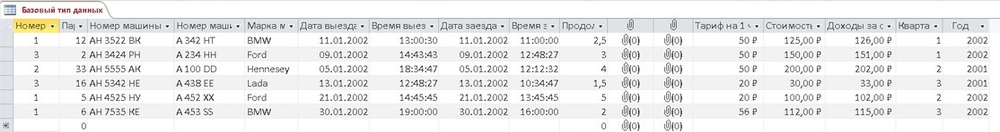 Базовый тип данных
Номер Пар Номер машины Номер маши Марка м Дата выезда Время выез Дата заезда Время з Продол Тариф на 1 ч Стоимость Доходы за с Кварта Год
1 12 АН 3522 ВК А 342 НТ BMW 11.01.2002 13:00:30 11.01.2002 11:00:00 2,5 (0) (0) 50 ₽ 125,00 ₽ 126,00 ₽ 1 2002
3 2 АН 3424 РН А 234 НН Ford 09.01.2002 14:43:43 09.01.2002 12:48:27 3 (0) (0) 50 ₽ 150,00 ₽ 151,00 ₽ 1 2002
2 33 АН 5555 АК А 100 DD Hennesey 05.01.2002 18:34:47 05.01.2002 12:12:32 4 (0) (0) 50 ₽ 200,00 ₽ 202,00 ₽ 2 2001
3 16 АН 5342 НЕ А 438 ЕЕ Lada 13.01.2002 12:48:27 13.01.2002 10:34:47 1,5 (0) (0) 20 ₽ 30,00 ₽ 33,00 ₽ 3 2001
1 5 АН 4525 НУ А 452 ХХ Ford 21.01.2002 14:45:45 21.01.2002 13:45:45 5 (0) (0) 20 ₽ 100,00 ₽ 102,00 ₽ 2 2002
1 6 АН 7535 КЕ А 453 SS BMW 30.01.2002 19:00:00 30.01.2002 16:00:00 2 (0) (0) 56 ₽ 112,00 ₽ 115,00 ₽ 3 2002
* 0 0 (0) (0)